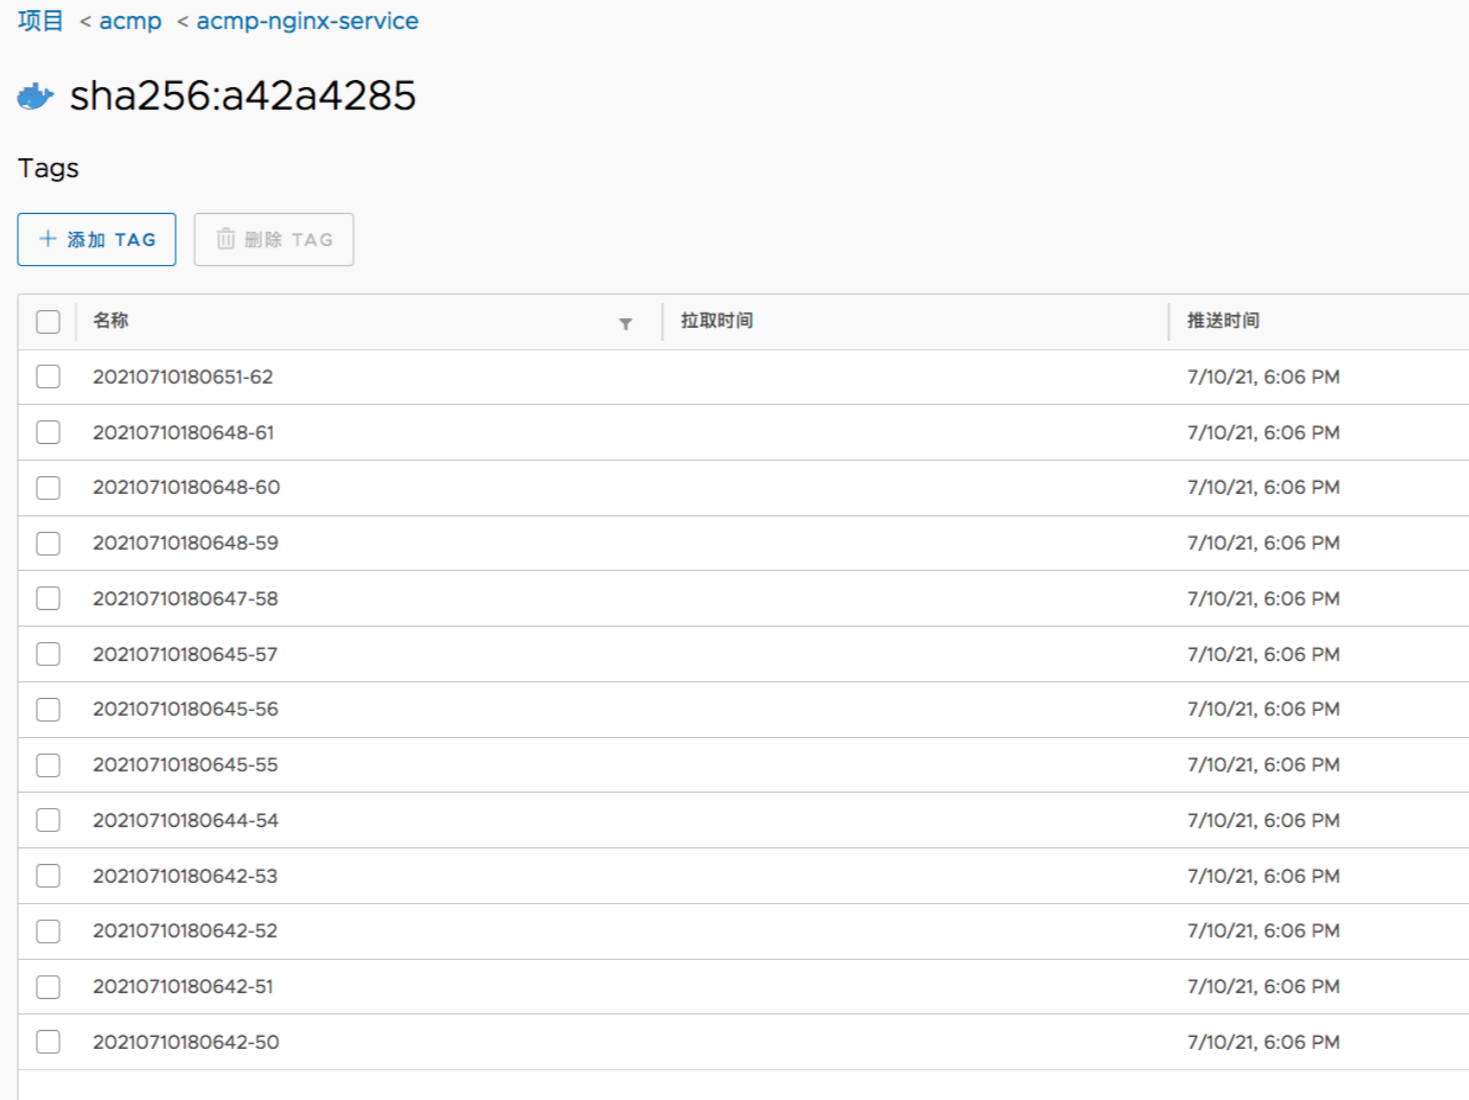 项目 < acmp < acmp-nginx-service
sha256:a42a4285
Tags
+ 添加 TAG 删除 TAG
名称 拉取时间 推送时间
20210710180651-62 7/10/21, 6:06 PM
20210710180648-61 7/10/21, 6:06 PM
20210710180648-60 7/10/21, 6:06 PM
20210710180648-59 7/10/21, 6:06 PM
20210710180647-58 7/10/21, 6:06 PM
20210710180645-57 7/10/21, 6:06 PM
20210710180645-56 7/10/21, 6:06 PM
20210710180645-55 7/10/21, 6:06 PM
20210710180644-54 7/10/21, 6:06 PM
20210710180642-53 7/10/21, 6:06 PM
20210710180642-52 7/10/21, 6:06 PM
20210710180642-51 7/10/21, 6:06 PM
20210710180642-50 7/10/21, 6:06 PM